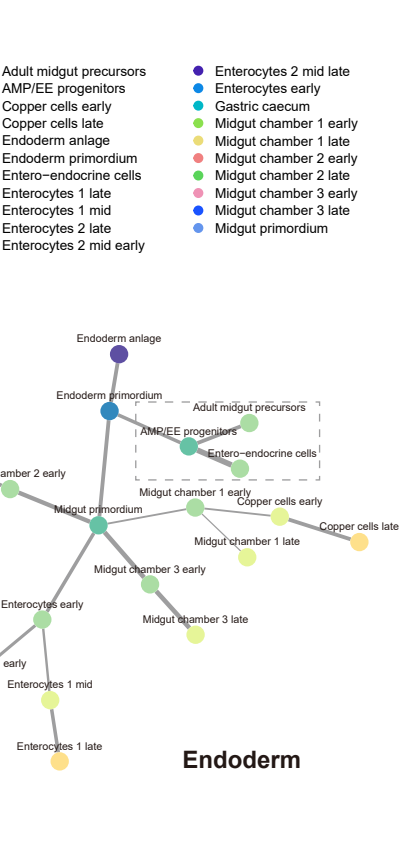 Adult midgut precursors
AMP/EE progenitors
Copper cells early
Copper cells late
Endoderm anlage
Endoderm primordium
Entero−endocrine cells
Enterocytes 1 late
Enterocytes 1 mid
Enterocytes 2 late
Enterocytes 2 mid early
Enterocytes 2 mid late
Enterocytes early
Gastric caecum
Midgut chamber 1 early
Midgut chamber 1 late
Midgut chamber 2 early
Midgut chamber 2 late
Midgut chamber 3 early
Midgut chamber 3 late
Midgut primordium
Endoderm anlage
Endoderm primordium
Adult midgut precursors
AMP/EE progenitors
Entero−endocrine cells
amber 2 early
Midgut chamber 1 early
Copper cells early
Midgut primordium
Copper cells late
Midgut chamber 1 late
Midgut chamber 3 early
Enterocytes early
Midgut chamber 3 late
early
Enterocytes 1 mid
Enterocytes 1 late
Endoderm